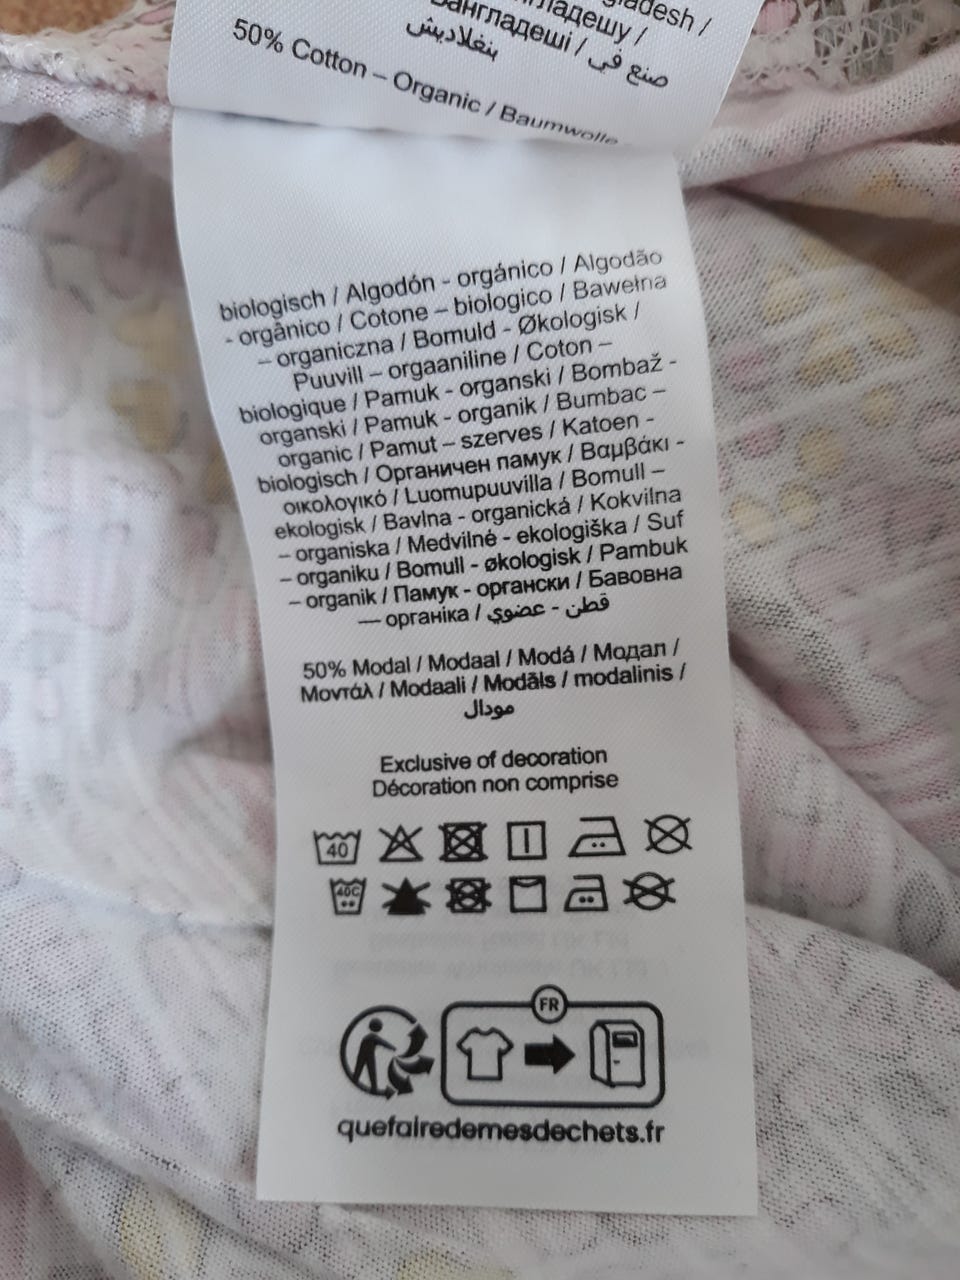 50% Cotton – Organic / Baumwolle
صنع في / Бангладеші
بنغلاديش
biologisch / Algodón - orgánico / Algodão
- orgânico / Cotone – biologico / Bawełna
– organiczna / Bomuld - Økologisk /
Puuvill – orgaaniline / Coton –
biologique / Pamuk - organski / Bombaž -
organski / Pamuk - organik / Bumbac –
organic / Pamut – szerves / Katoen -
biologisch / Органичен памук / Βαμβάκι -
οικολογικό / Luomupuuvilla / Bomull –
ekologisk / Bavlna - organická / Kokvilna
– organiska / Medvilnė - ekologiška / Suf
– organiku / Bomull - økologisk / Pambuk
– organik / Памук - органски / Бавовна
— органіка / قطن - عضوي
50% Modal / Modaal / Modá / Модал /
Μοντάλ / Modaali / Modāls / modalinis /
مودال
Exclusive of decoration
Décoration non comprise
40
40C
FR
quefairedemesdechets.fr